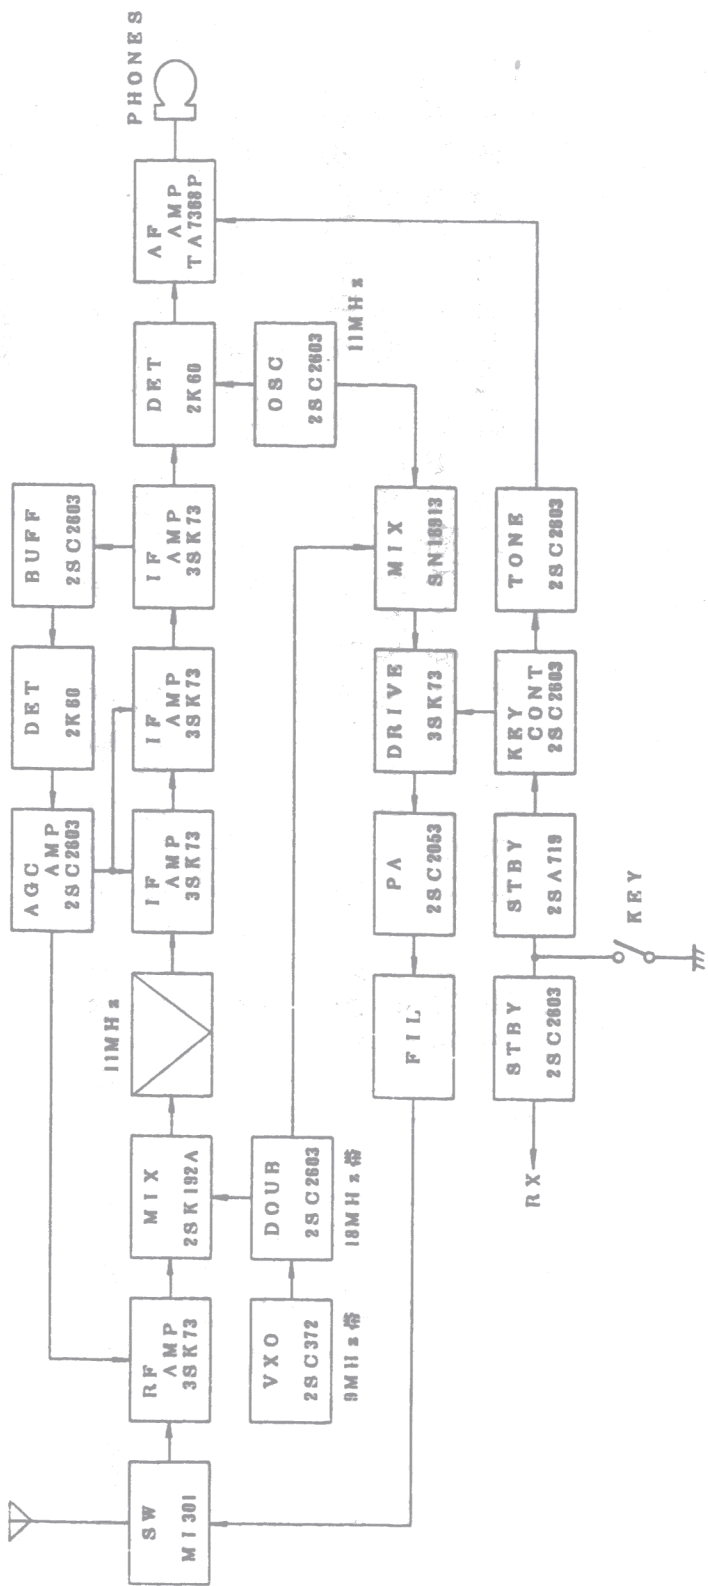 PHONES
BUFF
2SC2603
DET
2K60
AGC
AMP
2SC2603
SW
MI301
RF
AMP
3SK73
MIX
2SK192A
11MHz
IF
AMP
3SK73
IF
AMP
3SK73
IF
AMP
3SK73
DET
2K60
AF
AMP
TA7368P
VXO
2SC372
9MHz帯
DOUB
2SC2603
18MHz帯
OSC
2SC2603
11MHz
FIL
PA
2SC2053
DRIVE
3SK73
MIX
SN16913
RX
STBY
2SC2603
STBY
2SA719
KEY
CONT
2SC2603
TONE
2SC2603
KEY